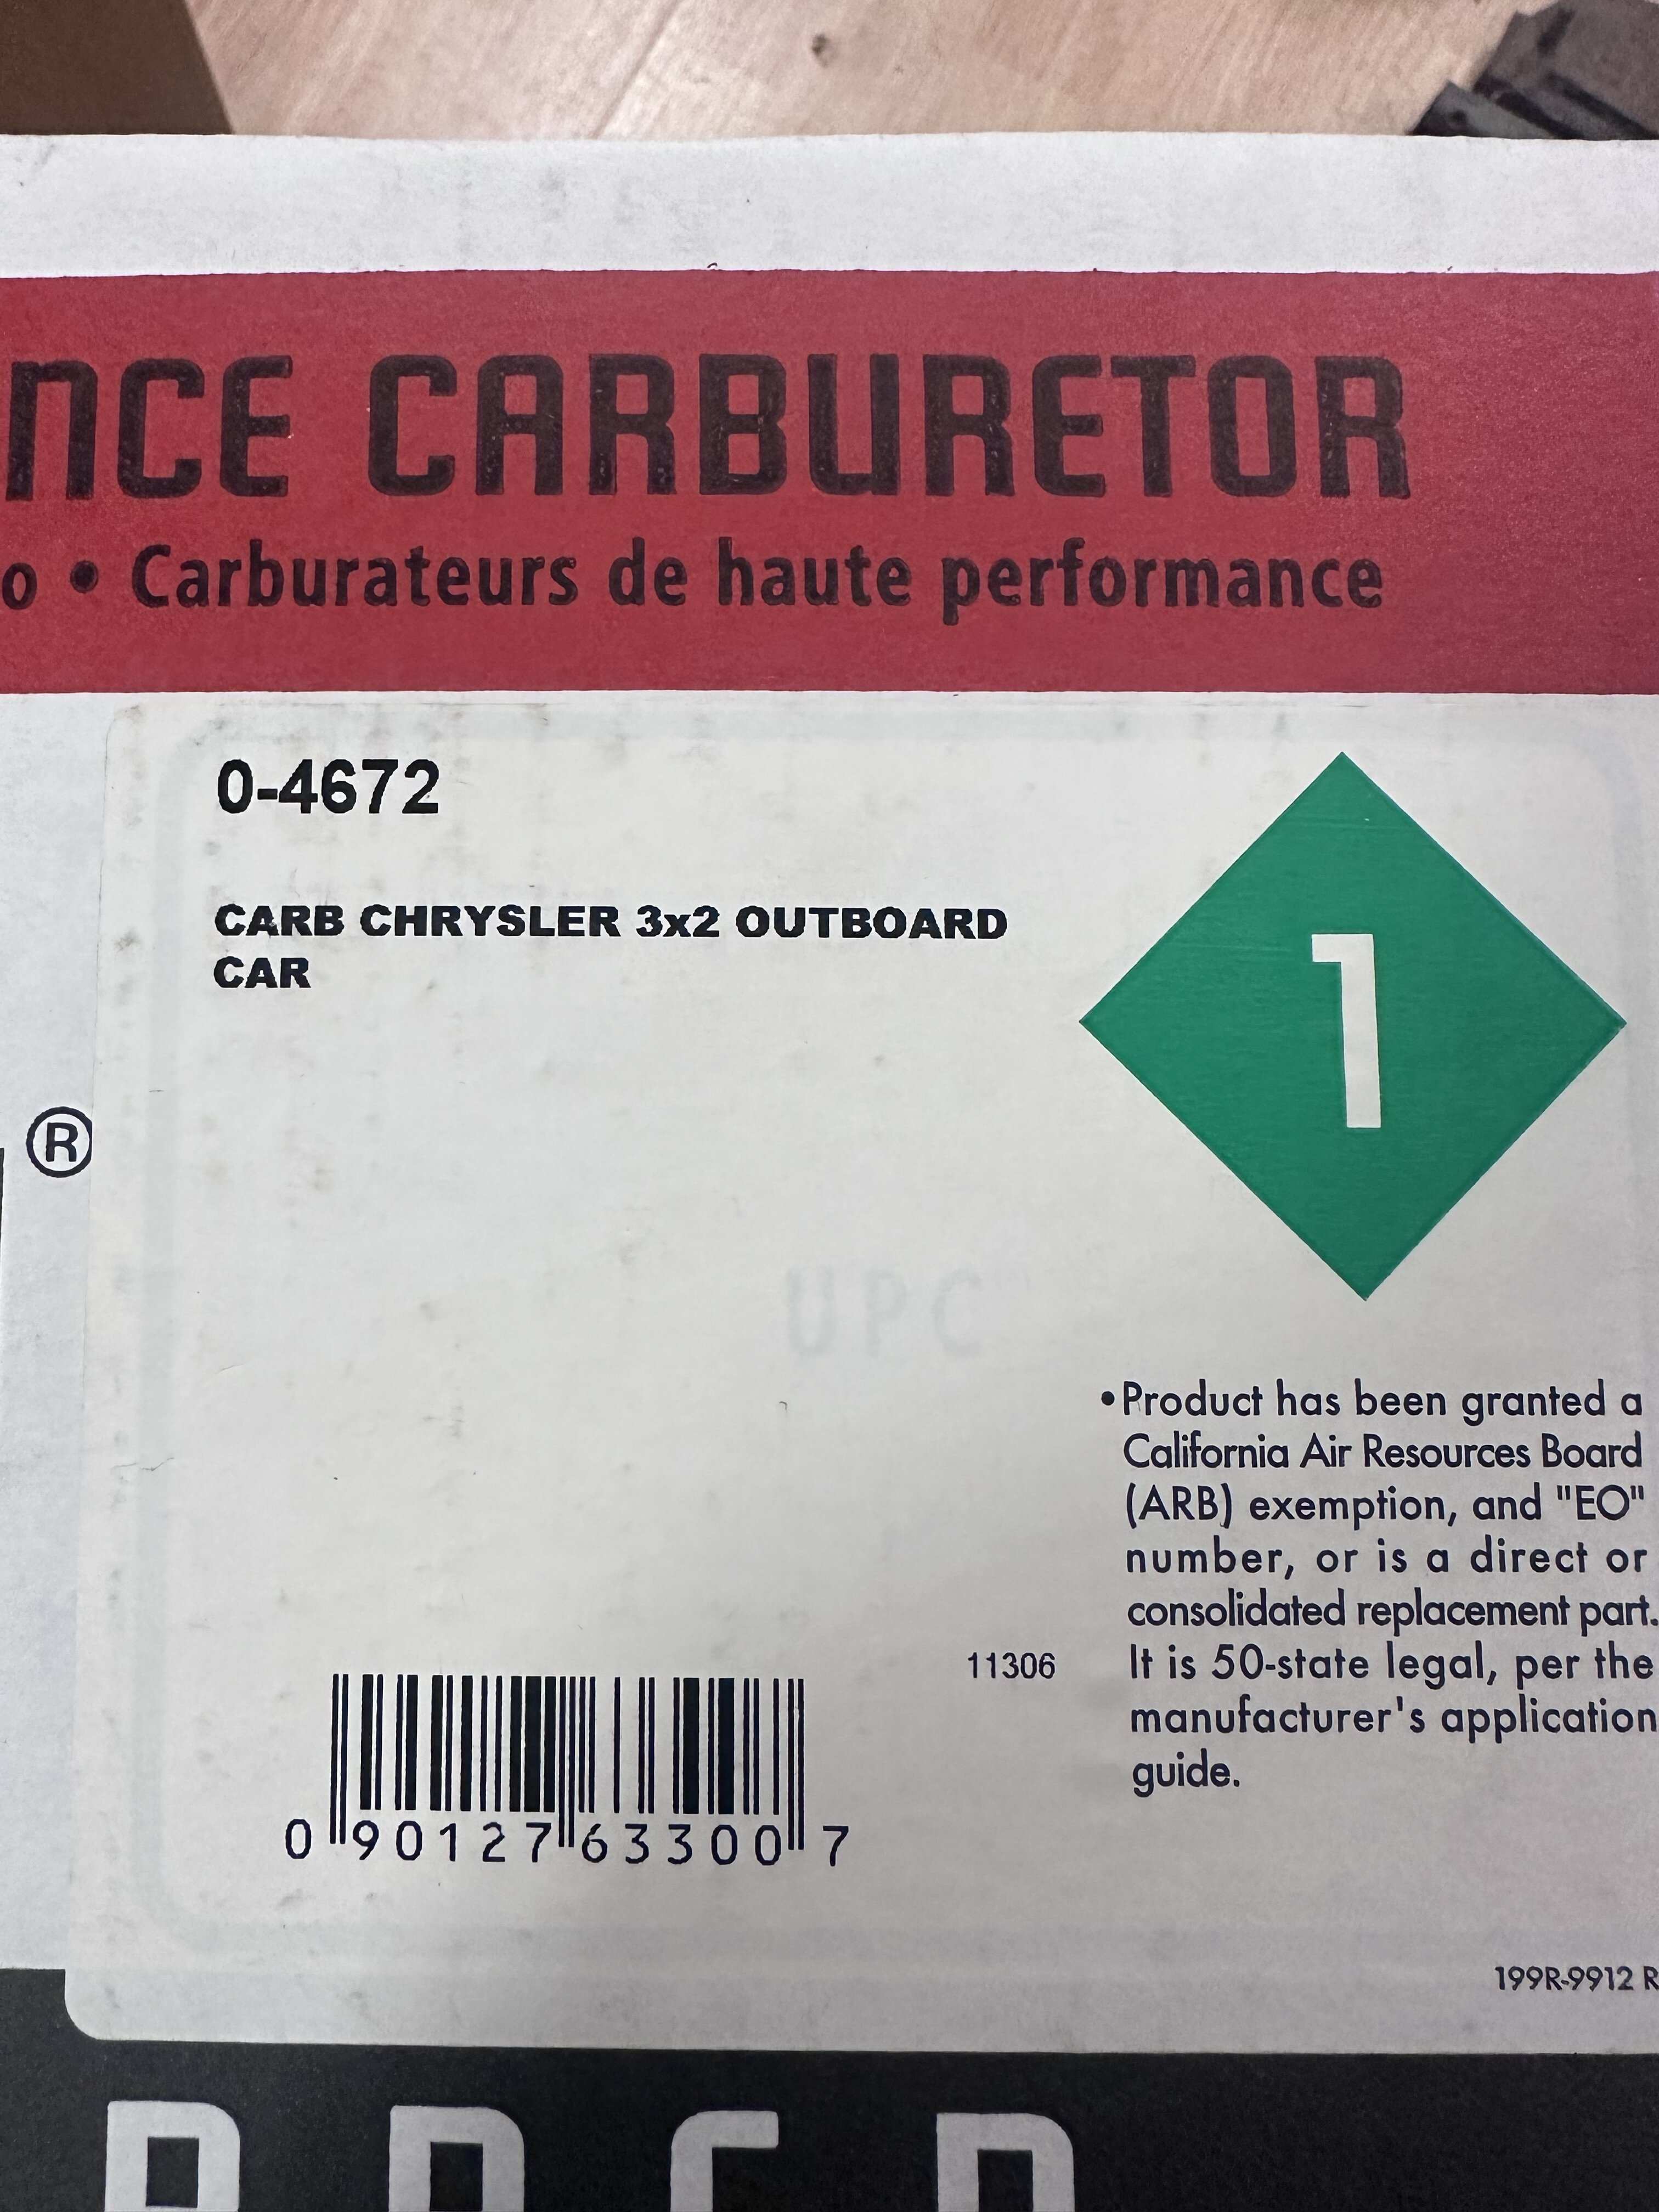 NCE CARBURETOR
o • Carburateurs de haute performance
0-4672
CARB CHRYSLER 3x2 OUTBOARD
CAR
1
®
UPC
•Product has been granted a
California Air Resources Board
(ARB) exemption, and "EO"
number, or is a direct or
consolidated replacement part.
It is 50-state legal, per the
manufacturer's application
guide.
11306
0 90127 63300 7
199R-9912 R